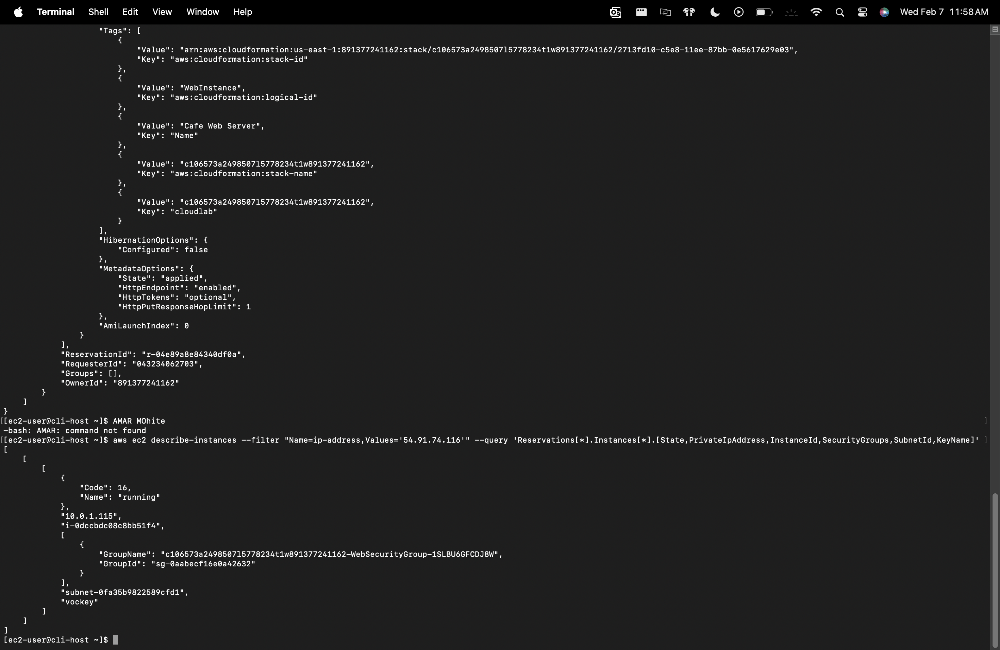 Terminal Shell Edit View Window Help Wed Feb 7 11:58 AM
"Tags": [
{
"Value": "arn:aws:cloudformation:us-east-1:891377241162:stack/c106573a2498507l5778234t1w891377241162/2713fd10-c5e8-11ee-87bb-0e5617629e03",
"Key": "aws:cloudformation:stack-id"
},
{
"Value": "WebInstance",
"Key": "aws:cloudformation:logical-id"
},
{
"Value": "Cafe Web Server",
"Key": "Name"
},
{
"Value": "c106573a2498507l5778234t1w891377241162",
"Key": "aws:cloudformation:stack-name"
},
{
"Value": "c106573a2498507l5778234t1w891377241162",
"Key": "cloudlab"
}
],
"HibernationOptions": {
"Configured": false
},
"MetadataOptions": {
"State": "applied",
"HttpEndpoint": "enabled",
"HttpTokens": "optional",
"HttpPutResponseHopLimit": 1
},
"AmiLaunchIndex": 0
}
],
"ReservationId": "r-04e89a8e84340df0a",
"RequesterId": "043234062703",
"Groups": [],
"OwnerId": "891377241162"
}
]
}
[[ec2-user@cli-host ~]$ AMAR MOhite ]
-bash: AMAR: command not found
[[ec2-user@cli-host ~]$ aws ec2 describe-instances --filter "Name=ip-address,Values='54.91.74.116'" --query 'Reservations[*].Instances[*].[State,PrivateIpAddress,InstanceId,SecurityGroups,SubnetId,KeyName]' ]
[
[
[
{
"Code": 16,
"Name": "running"
},
"10.0.1.115",
"i-0dccbdc08c8bb51f4",
[
{
"GroupName": "c106573a2498507l5778234t1w891377241162-WebSecurityGroup-1SLBU6GFCDJ8W",
"GroupId": "sg-0aabecf16e0a42632"
}
],
"subnet-0fa35b9822589cfd1",
"vockey"
]
]
]
[ec2-user@cli-host ~]$